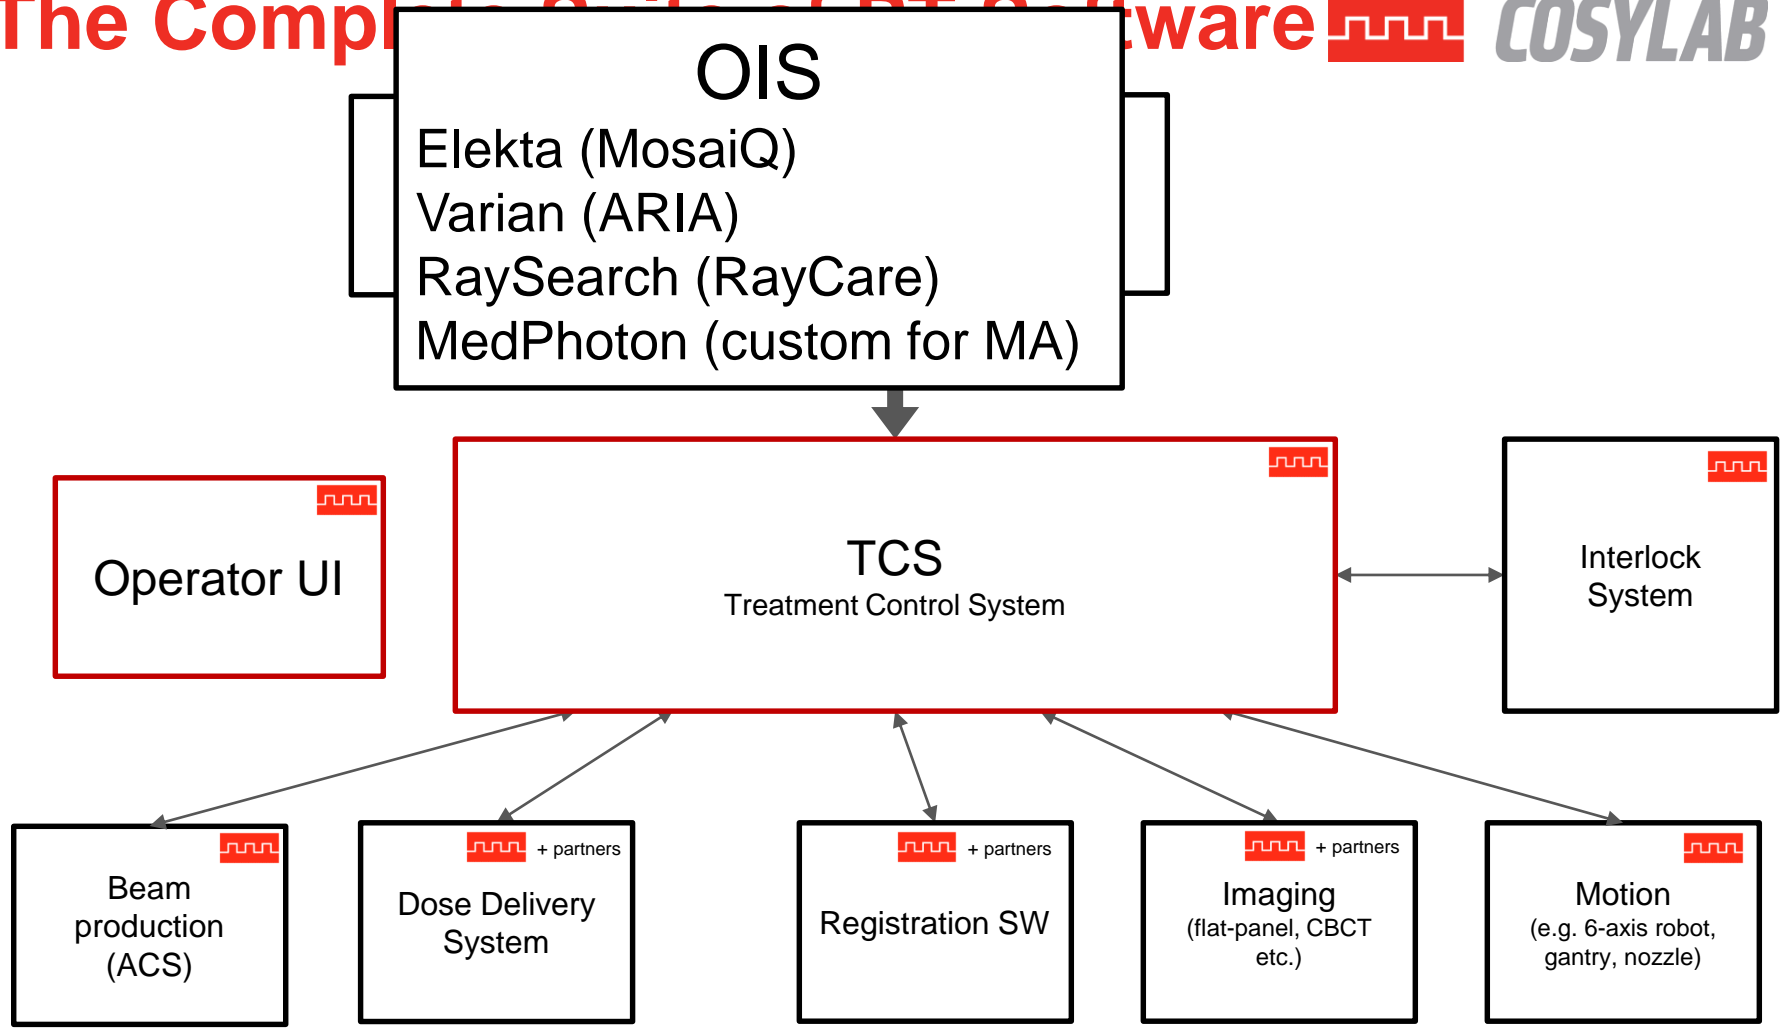 The Compl ware COSYLAB
OIS
Elekta (MosaiQ)
Varian (ARIA)
RaySearch (RayCare)
MedPhoton (custom for MA)
Operator UI
TCS
Treatment Control System
Interlock
System
Beam
production
(ACS)
+ partners
Dose Delivery
System
+ partners
Registration SW
+ partners
Imaging
(flat-panel, CBCT
etc.)
Motion
(e.g. 6-axis robot,
gantry, nozzle)